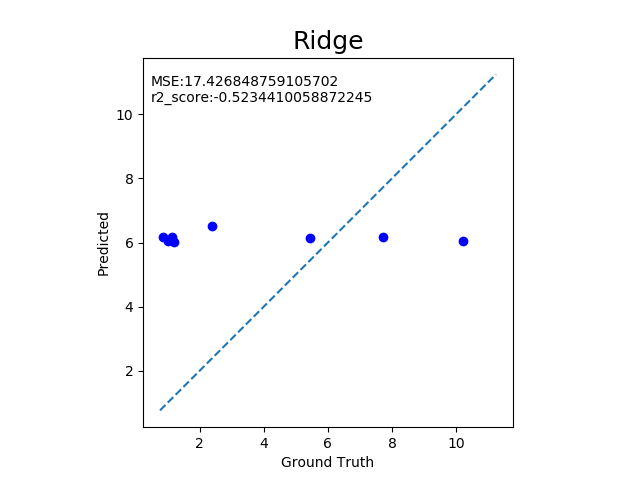 Ridge
MSE:17.426848759105702
r2_score:-0.5234410058872245
10
8
6
4
2
Predicted
2 4 6 8 10
Ground Truth